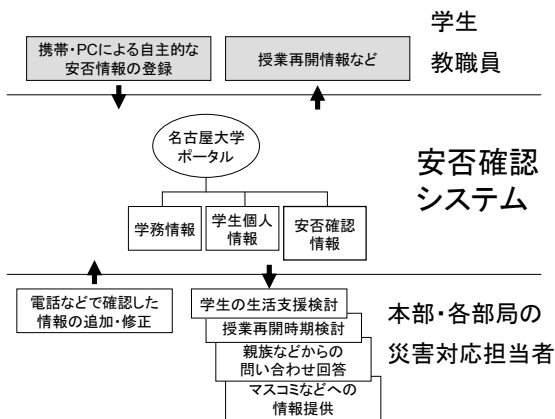 携帯・PCによる自主的な
安否情報の登録
授業再開情報など
学生
教職員
名古屋大学
ポータル
学務情報
学生個人
情報
安否確認
情報
安否確認
システム
電話などで確認した
情報の追加・修正
学生の生活支援検討
授業再開時期検討
親族などからの
問い合わせ回答
マスコミなどへの
情報提供
本部・各部局の
災害対応担当者